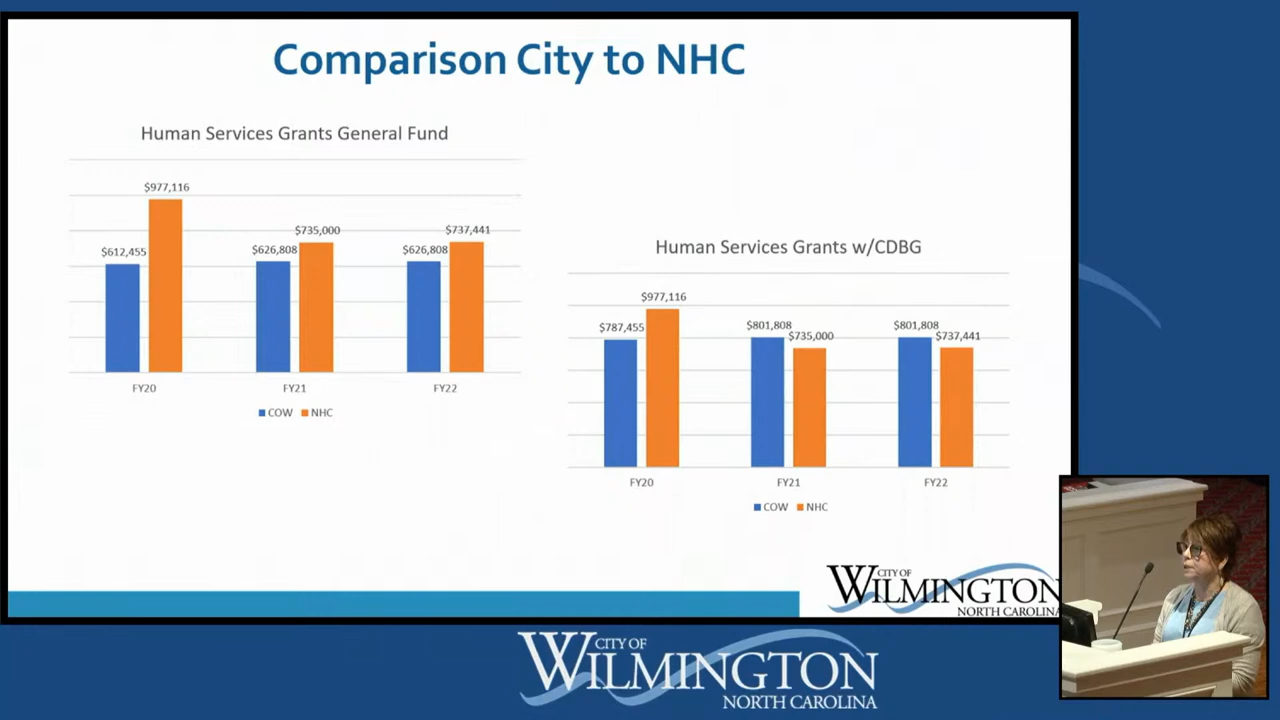 Comparison City to NHC
Human Services Grants General Fund
$977,116
$612,455
$626,808
$735,000
$626,808
$737,441
FY20
FY21
FY22
COW NHC
Human Services Grants w/CDBG
$787,455
$977,116
$801,808
$735,000
$801,808
$737,441
FY20
FY21
FY22
COW NHC
CITY OF
WILMINGTON
NORTH CAROLINA
CITY OF
WILMINGTON
NORTH CAROLINA